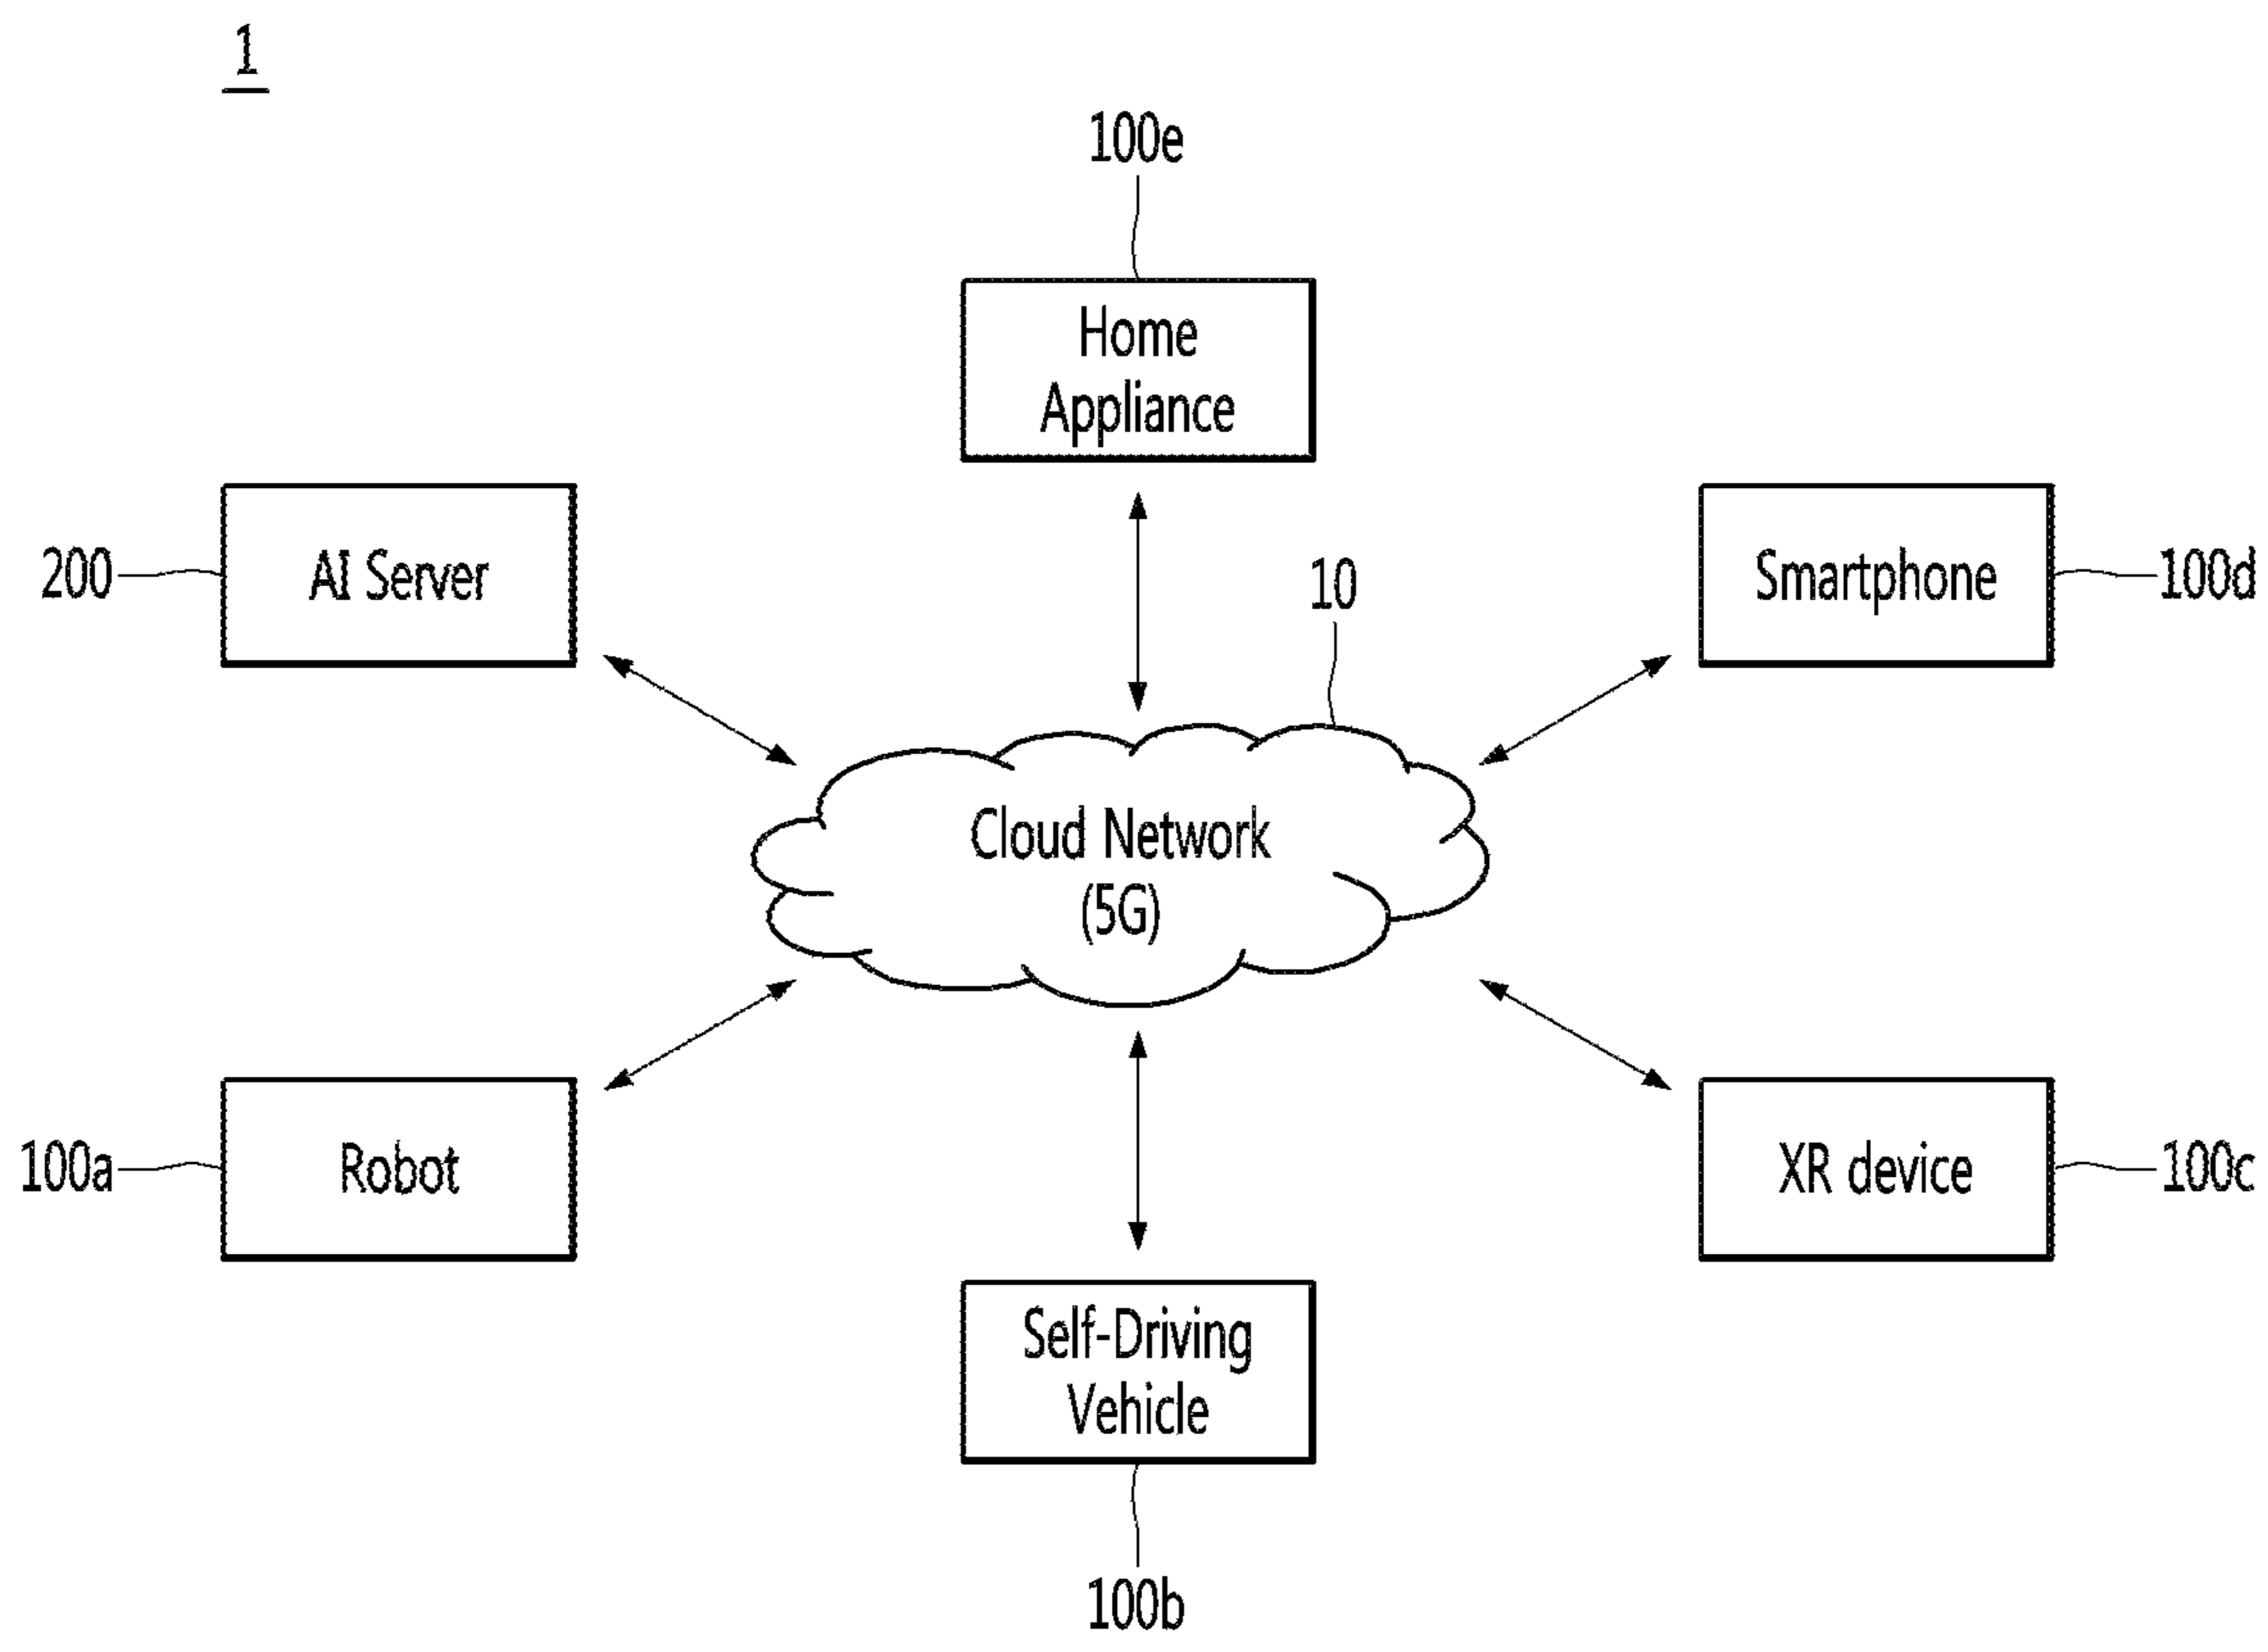 1
100e
Home
Appliance
200
AI Server
10
Smartphone
100d
Cloud Network
(5G)
100a
Robot
XR device
100c
Self-Driving
Vehicle
100b